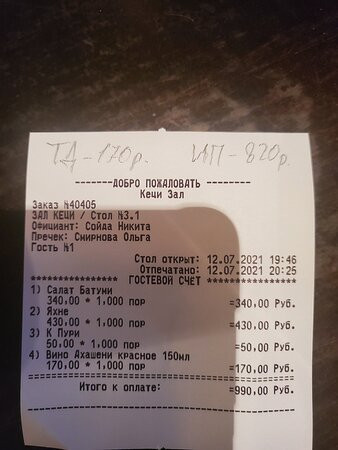 ТД-170р. ИП-820р.
-------ДОБРО ПОЖАЛОВАТЬ -------
Кеци Зал
Заказ №40405
ЗАЛ КЕЦИ / Стол №3.1
Официант: Сойда Никита
Пречек: Смирнова Ольга
Гость №1
Стол открыт: 12.07.2021 19:46
Отпечатано: 12.07.2021 20:25
**************** ГОСТЕВОЙ СЧЕТ ****************
1) Салат Батуми
340,00 * 1,000 пор =340,00 Руб.
2) Яхне
430,00 * 1,000 пор =430,00 Руб.
3) К Пури
50,00 * 1,000 пор =50,00 Руб.
4) Вино Ахашени красное 150мл
170,00 * 1,000 пор =170,00 Руб.
Итого к оплате: =990,00 Руб.